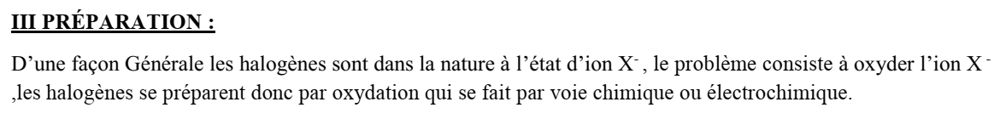 III PRÉPARATION :
D’une façon Générale les halogènes sont dans la nature à l’état d’ion X⁻ , le problème consiste à oxyder l’ion X ⁻
,les halogènes se préparent donc par oxydation qui se fait par voie chimique ou électrochimique.